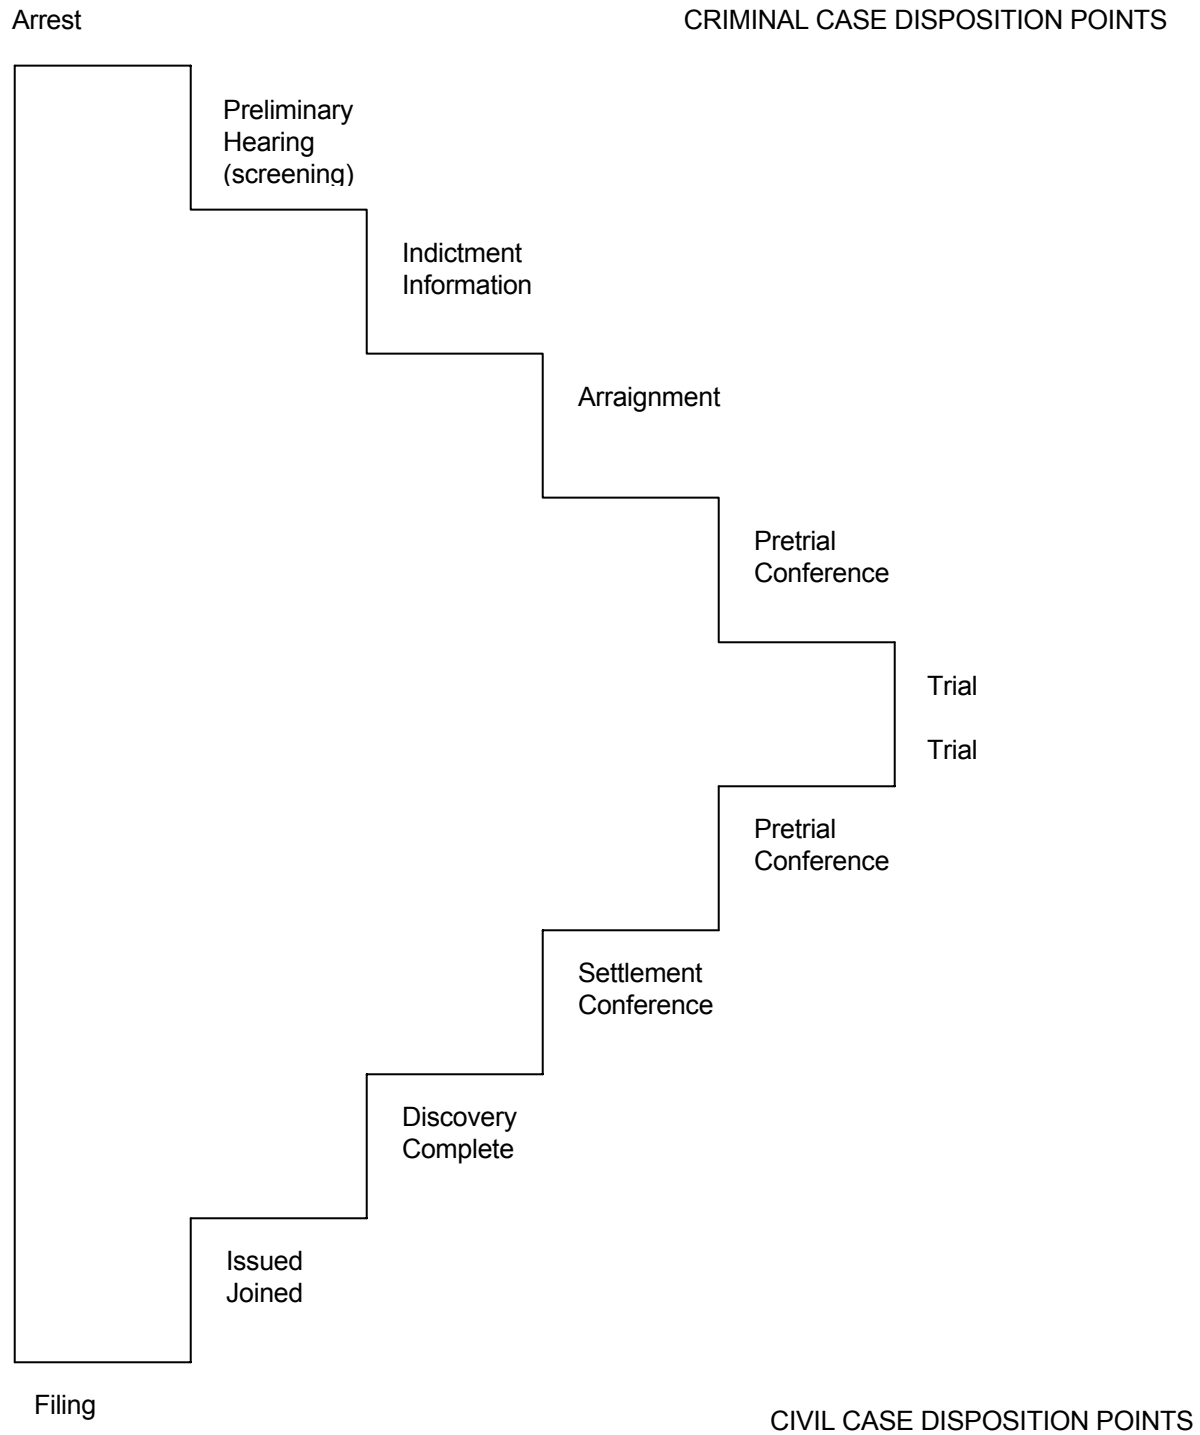 Arrest
CRIMINAL CASE DISPOSITION POINTS
Preliminary
Hearing
(screening)
Indictment
Information
Arraignment
Pretrial
Conference
Trial
Trial
Pretrial
Conference
Settlement
Conference
Discovery
Complete
Issued
Joined
Filing
CIVIL CASE DISPOSITION POINTS